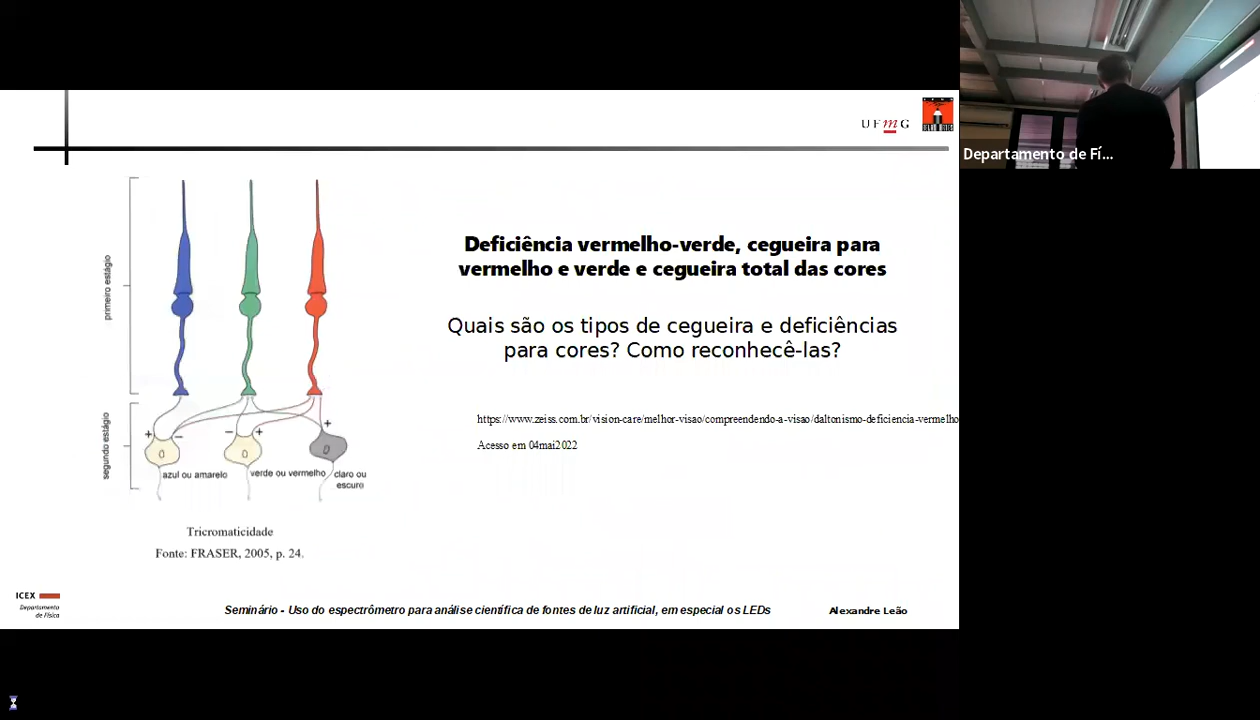 UFmG
Departamento de Fí...
primeiro estágio
segundo estágio
+
−
−
+
+
azul ou amarelo
verde ou vermelho
claro ou
escuro
Tricromaticidade
Fonte: FRASER, 2005, p. 24.
Deficiência vermelho-verde, cegueira para
vermelho e verde e cegueira total das cores
Quais são os tipos de cegueira e deficiências
para cores? Como reconhecê-las?
https://www.zeiss.com.br/vision-care/melhor-visao/compreendendo-a-visao/daltonismo-deficiencia-vermelho
Acesso em 04mai2022
ICEX
Departamento
de Física
Seminário - Uso do espectrômetro para análise científica de fontes de luz artificial, em especial os LEDs
Alexandre Leão